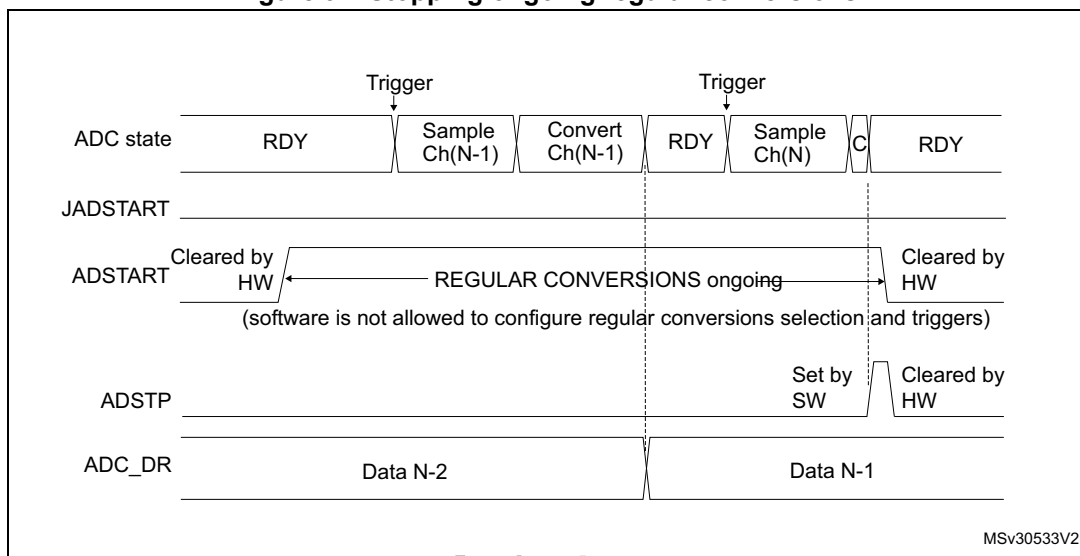 Trigger Trigger
ADC state RDY Sample Ch(N-1) Convert Ch(N-1) RDY Sample Ch(N) C RDY
JADSTART
ADSTART Cleared by HW REGULAR CONVERSIONS ongoing Cleared by HW
(software is not allowed to configure regular conversions selection and triggers)
ADSTP Set by SW Cleared by HW
ADC_DR Data N-2 Data N-1
MSv30533V2